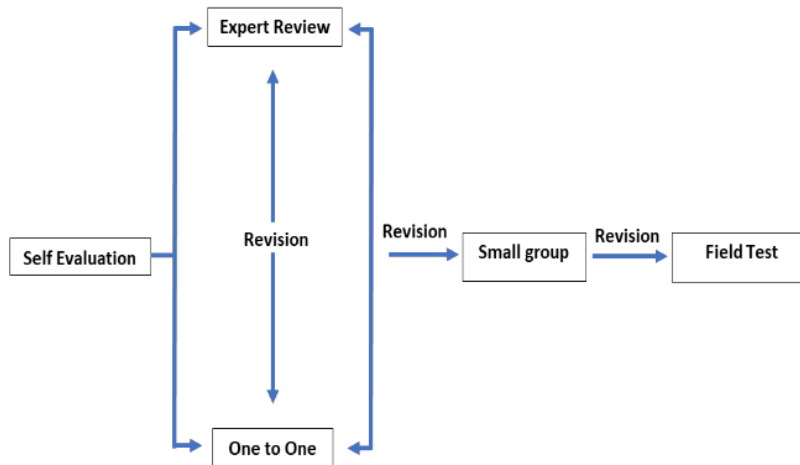 Expert Review
Self Evaluation
Revision
One to One
Revision
Small group
Revision
Field Test